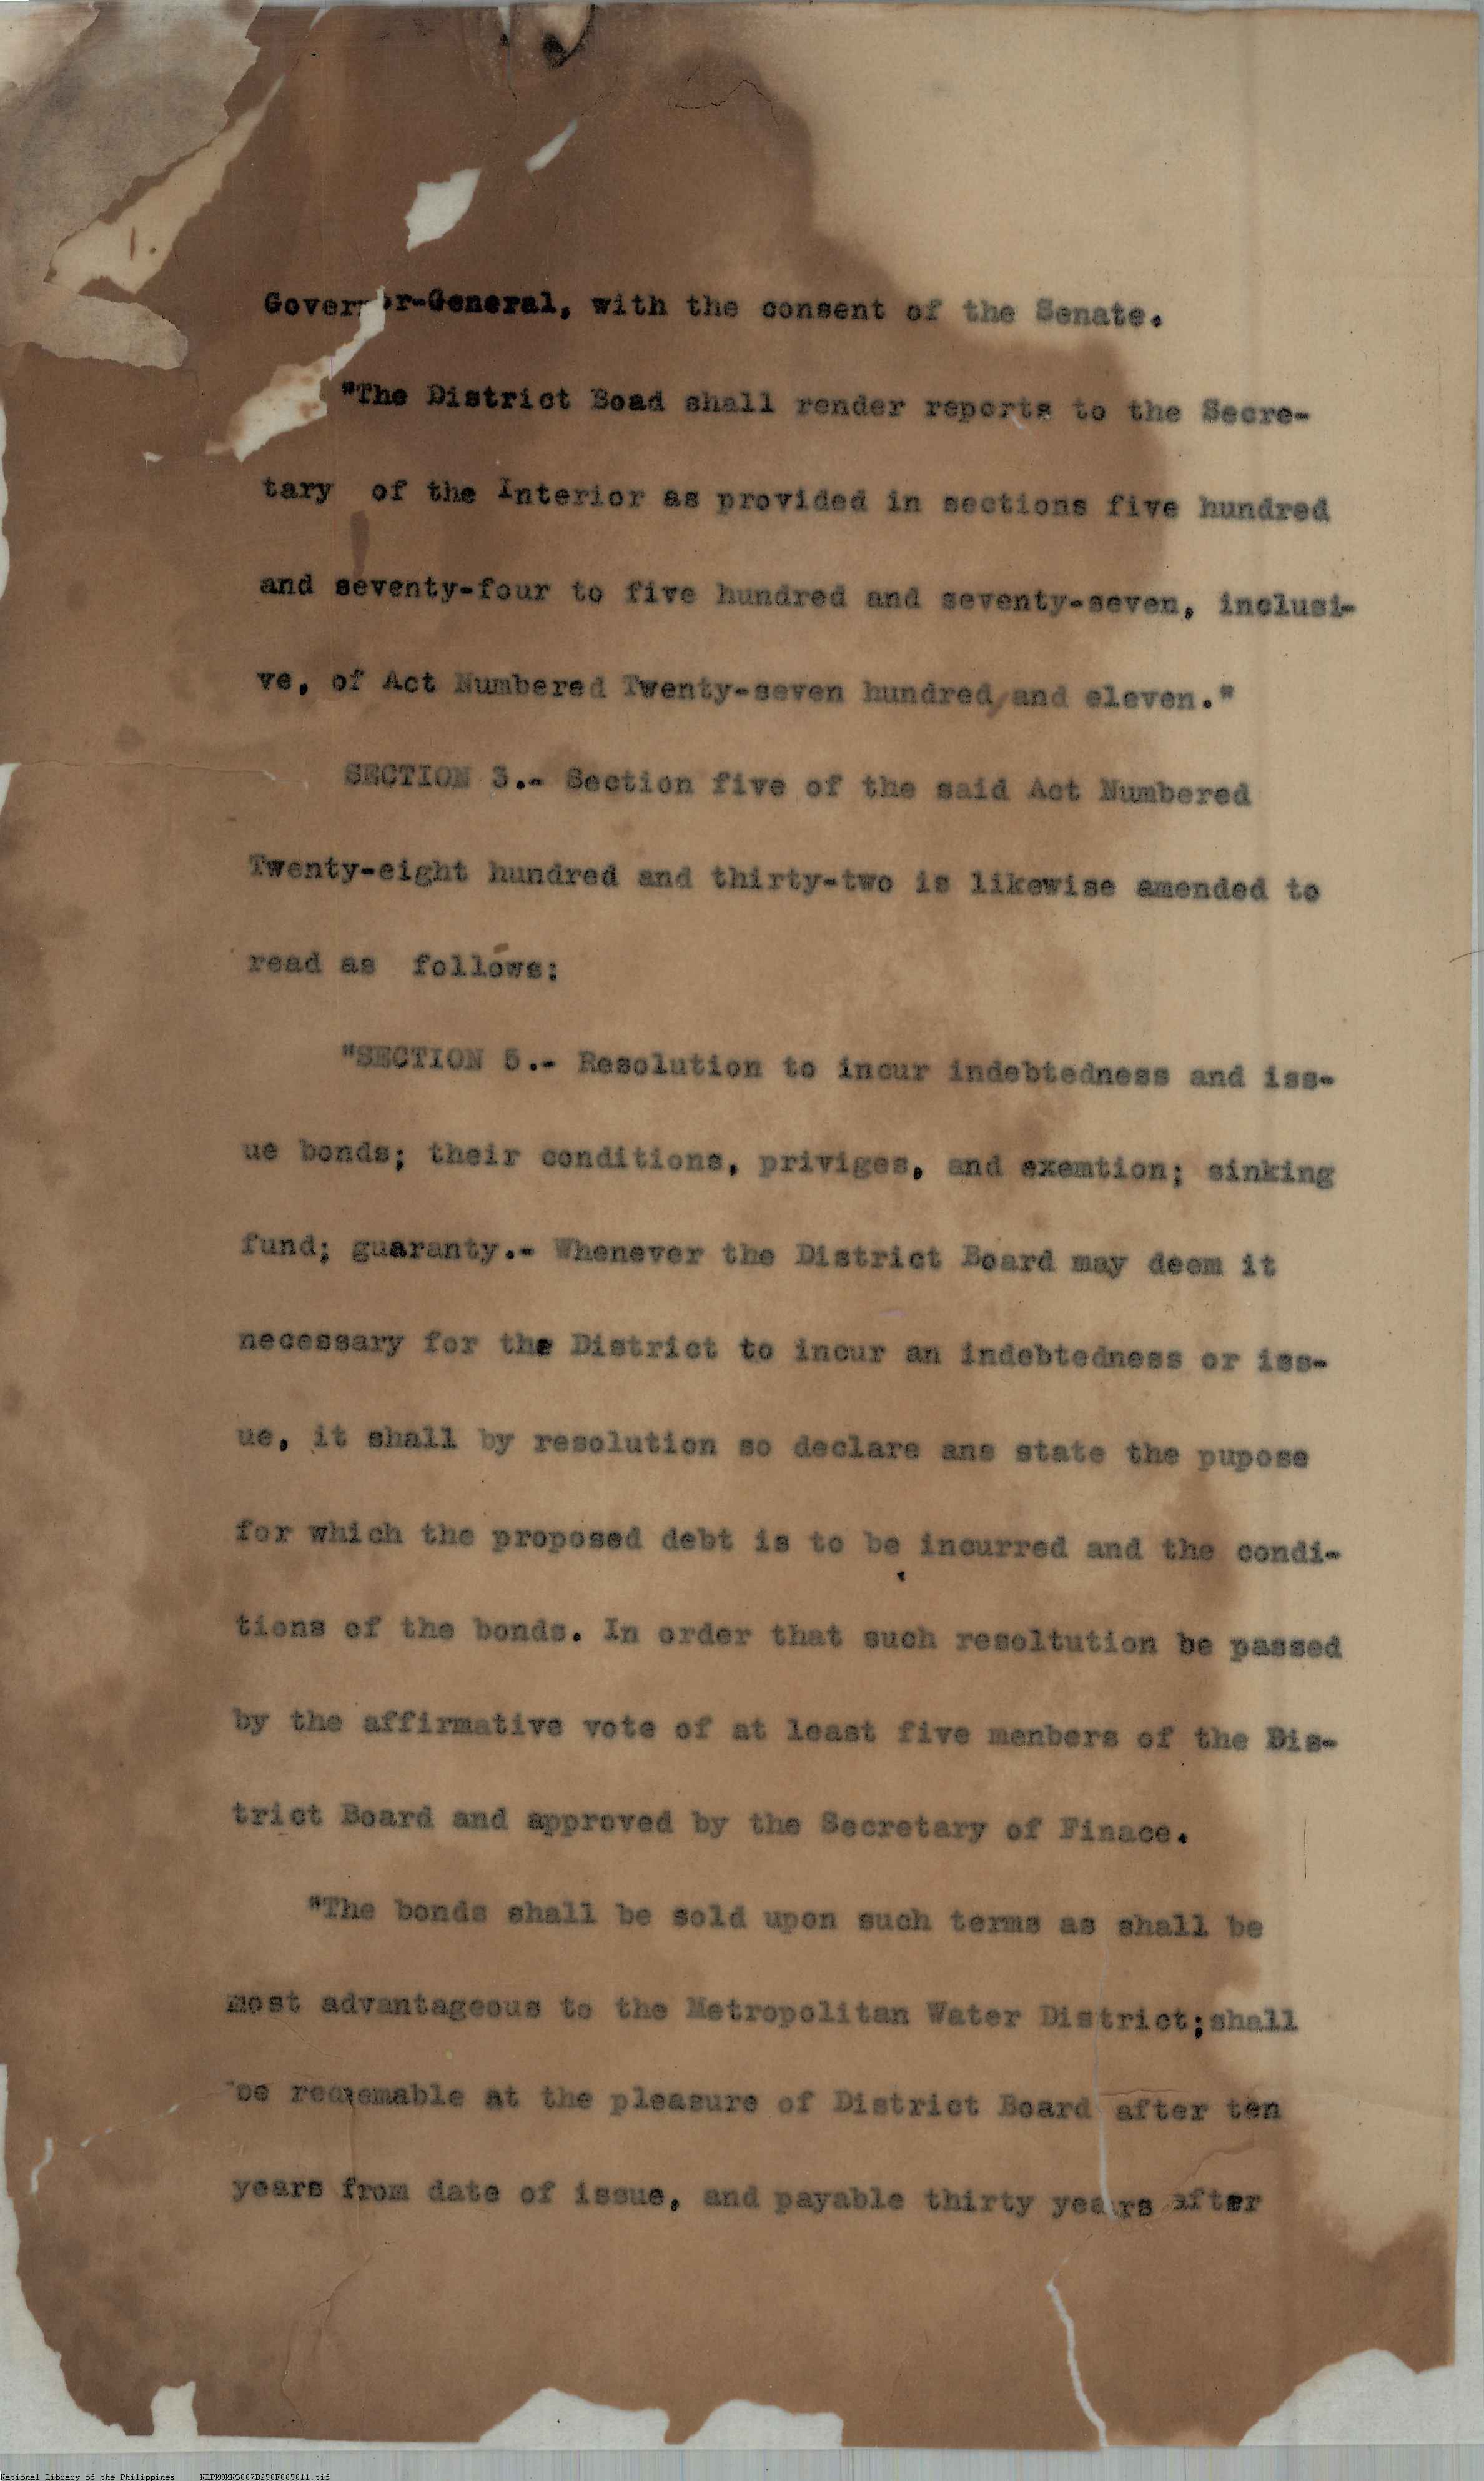 Governor-General, with the consent of the Senate.
"The District Boad shall render reports to the Secre-
tary of the Interior as provided in sections five hundred
and seventy-four to five hundred and seventy-seven, inclusi-
ve, of Act Numbered Twenty-seven hundred and eleven."
SECTION 3.- Section five of the said Act Numbered
Twenty-eight hundred and thirty-two is likewise amended to
read as follows:
"SECTION 5.- Resolution to incur indebtedness and iss-
ue bonds; their conditions, priviges, and exemtion; sinking
fund; guaranty.- Whenever the District Board may deem it
necessary for the District to incur an indebtedness or iss-
ue, it shall by resolution so declare ans state the pupose
for which the proposed debt is to be incurred and the condi-
tions of the bonds. In order that such resoltution be passed
by the affirmative vote of at least five menbers of the Dis-
trict Board and approved by the Secretary of Finace.
"The bonds shall be sold upon such terms as shall be
most advantageous to the Metropolitan Water District;shall
be redeemable at the pleasure of District Board after ten
years from date of issue, and payable thirty years after
National Library of the Philippines NLPMQMNS007B250F005011.tif